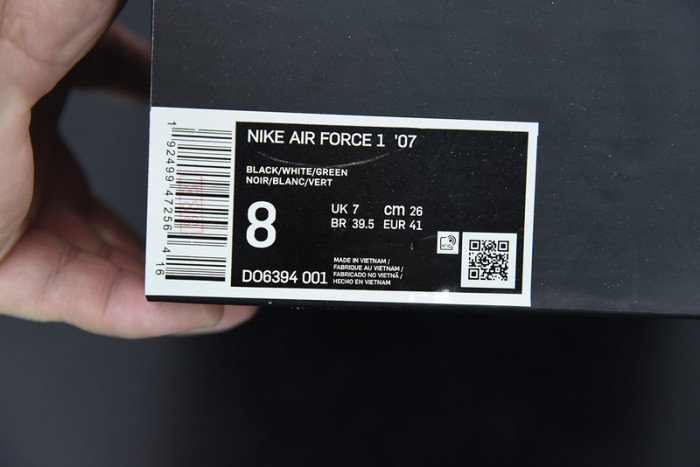 NIKE AIR FORCE 1 '07
BLACK/WHITE/GREEN
NOIR/BLANC/VERT
8
UK 7 cm 26
BR 39.5 EUR 41
MADE IN VIETNAM /
FABRIQUE AU VIETNAM /
FABRICADO NO VIETNÃ /
HECHO EN VIETNAM
DO6394 001
1 92499 47256 4 16